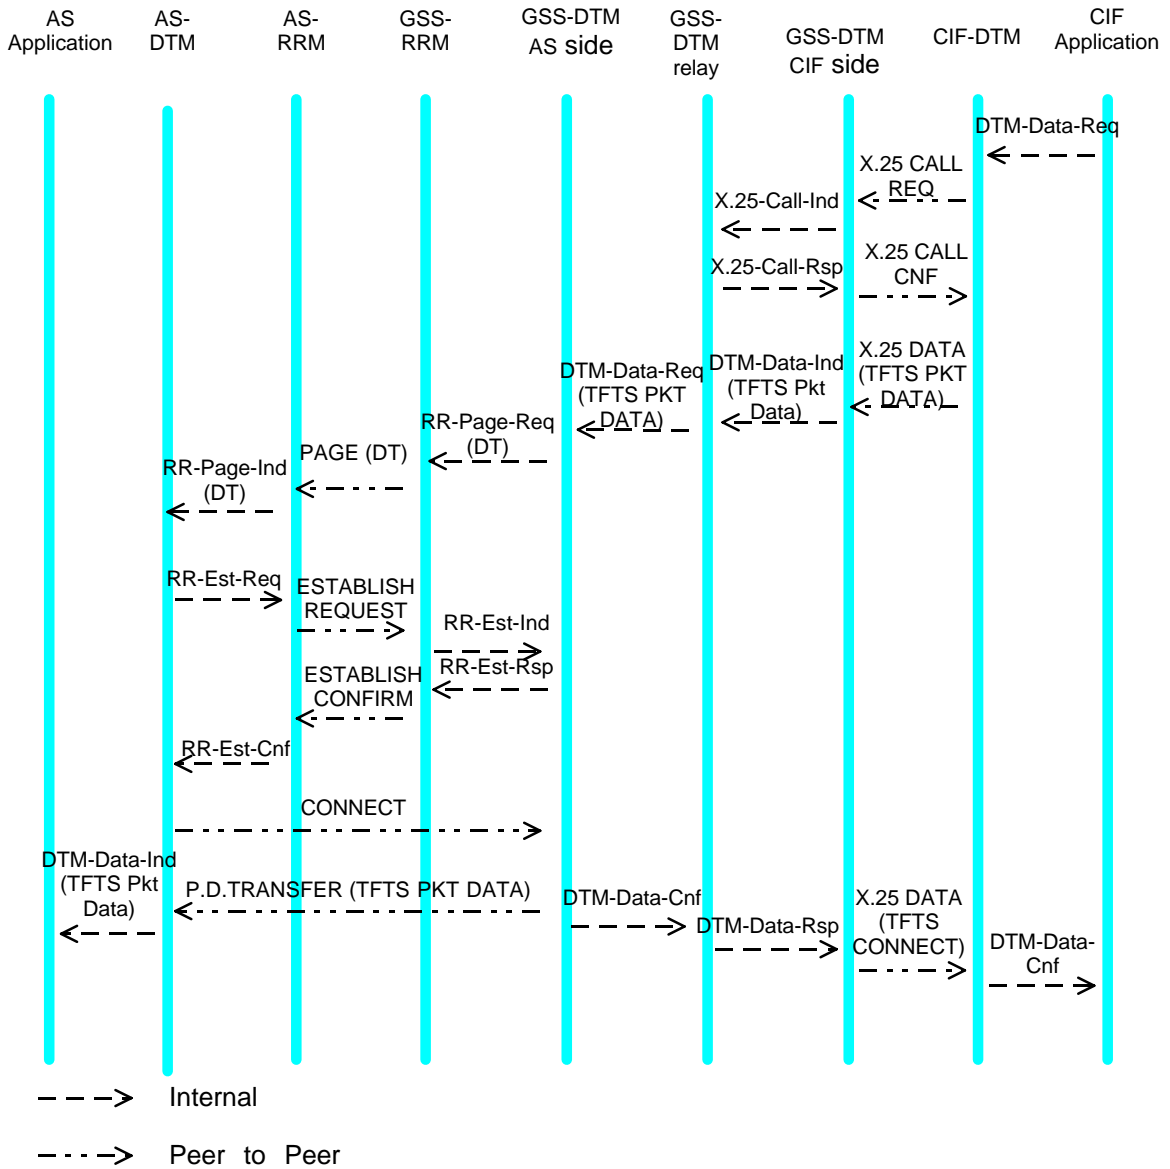 AS
Application
AS-
DTM
AS-
RRM
GSS-
RRM
GSS-DTM
AS side
GSS-
DTM
relay
GSS-DTM
CIF side
CIF-DTM
CIF
Application
DTM-Data-Req
X.25 CALL
REQ
X.25-Call-Ind
X.25-Call-Rsp
X.25 CALL
CNF
X.25 DATA
(TFTS PKT
DATA)
DTM-Data-Ind
(TFTS Pkt
Data)
DTM-Data-Req
(TFTS PKT
DATA)
RR-Page-Req
(DT)
PAGE (DT)
RR-Page-Ind
(DT)
RR-Est-Req
ESTABLISH
REQUEST
RR-Est-Ind
RR-Est-Rsp
ESTABLISH
CONFIRM
RR-Est-Cnf
CONNECT
DTM-Data-Ind
(TFTS Pkt
Data)
P.D.TRANSFER (TFTS PKT DATA)
DTM-Data-Cnf
DTM-Data-Rsp
X.25 DATA
(TFTS
CONNECT)
DTM-Data-
Cnf
Internal
Peer to Peer